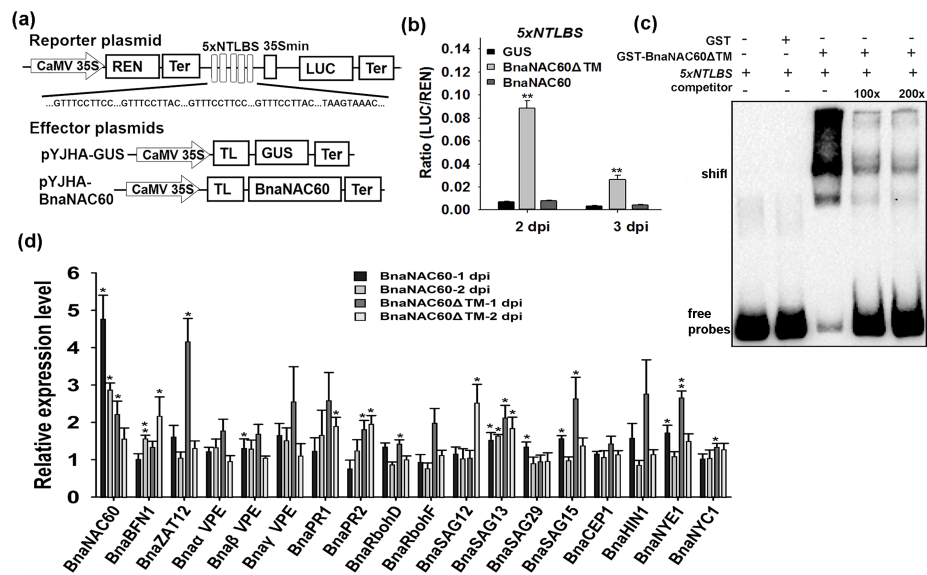 (a)
Reporter plasmid
5xNTLBS 35Smin
CaMV 35S REN Ter LUC Ter
...GTTTCCTTCC...GTTTCCTTAC...GTTTCCTTCC...GTTTCCTTAC...TAAGTAAAC...
Effector plasmids
pYJHA-GUS CaMV 35S TL GUS Ter
pYJHA-
BnaNAC60 CaMV 35S TL BnaNAC60 Ter
(b)
5xNTLBS
Ratio (LUC/REN)
0.14
0.12
0.10
0.08
0.06
0.04
0.02
0.00
GUS
BnaNAC60ΔTM
BnaNAC60
**
**
2 dpi 3 dpi
(c)
GST - + - - -
GST-BnaNAC60ΔTM - - + + +
5xNTLBS + + + + +
competitor - - - 100x 200x
shifl
free
probes
(d)
Relative expression level
6
5
4
3
2
1
0
BnaNAC60-1 dpi
BnaNAC60-2 dpi
BnaNAC60ΔTM-1 dpi
BnaNAC60ΔTM-2 dpi
BnaNAC60
BnaBFN1
BnaZAT12
Bnaα VPE
Bnaβ VPE
Bnaγ VPE
BnaPR1
BnaPR2
BnaRbohD
BnaRbohF
BnaSAG12
BnaSAG13
BnaSAG29
BnaSAG15
BnaCEP1
BnaHIN1
BnaNYE1
BnaNYC1